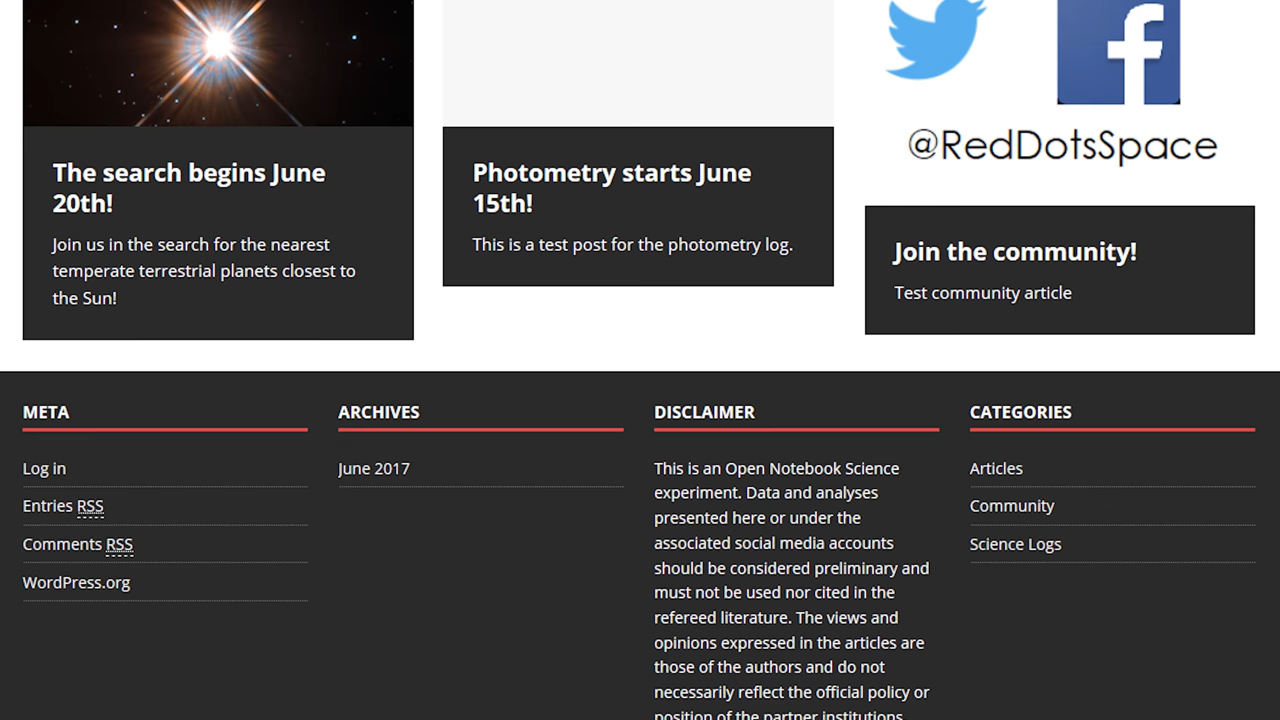 The search begins June
20th!
Join us in the search for the nearest
temperate terrestrial planets closest to
the Sun!
Photometry starts June
15th!
This is a test post for the photometry log.
f
@RedDotsSpace
Join the community!
Test community article
META
Log in
Entries RSS
Comments RSS
WordPress.org
ARCHIVES
June 2017
DISCLAIMER
This is an Open Notebook Science
experiment. Data and analyses
presented here or under the
associated social media accounts
should be considered preliminary and
must not be used nor cited in the
refereed literature. The views and
opinions expressed in the articles are
those of the authors and do not
necessarily reflect the official policy or
position of the partner institutions
CATEGORIES
Articles
Community
Science Logs